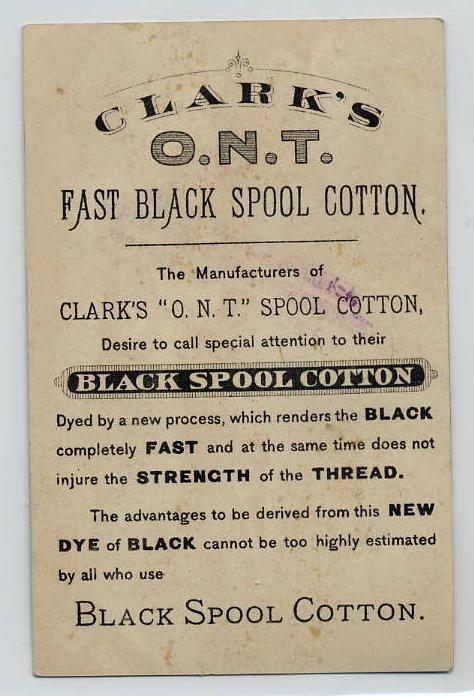 CLARK'S
O.N.T.
FAST BLACK SPOOL COTTON.
The Manufacturers of
CLARK'S "O. N. T." SPOOL COTTON,
Desire to call special attention to their
BLACK SPOOL COTTON
Dyed by a new process, which renders the BLACK
completely FAST and at the same time does not
injure the STRENGTH of the THREAD.
The advantages to be derived from this NEW
DYE of BLACK cannot be too highly estimated
by all who use
BLACK SPOOL COTTON.